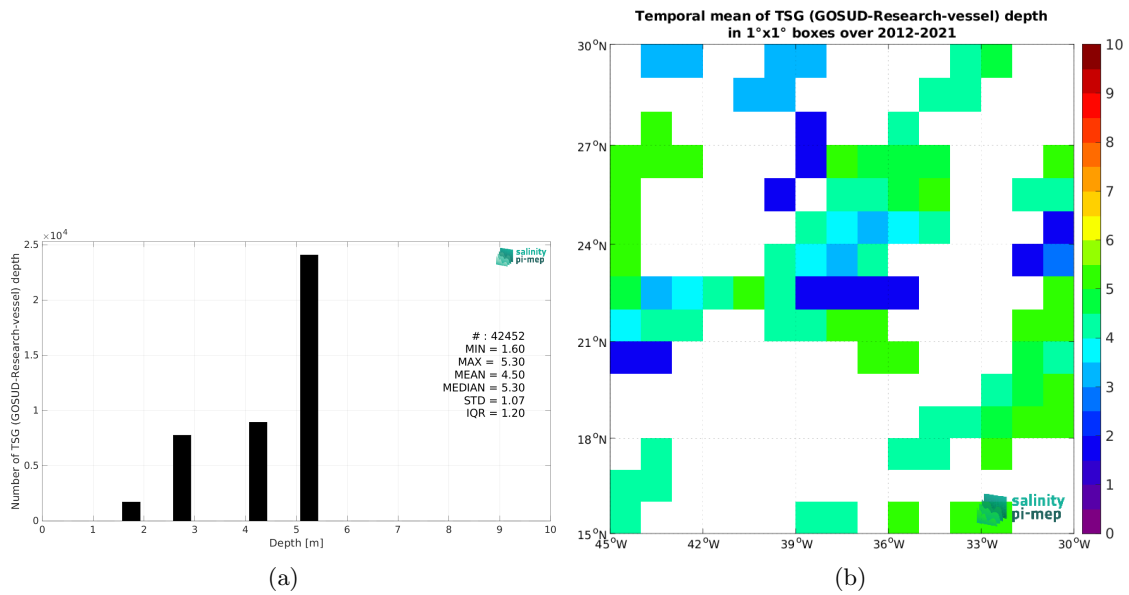 ×10⁴
2.5
2
1.5
1
0.5
0
0 1 2 3 4 5 6 7 8 9 10
Depth [m]
Number of TSG (GOSUD-Research-vessel) depth
salinity
pi-mep
# : 42452
MIN = 1.60
MAX = 5.30
MEAN = 4.50
MEDIAN = 5.30
STD = 1.07
IQR = 1.20
(a)
Temporal mean of TSG (GOSUD-Research-vessel) depth
in 1°x1° boxes over 2012-2021
30°N
27°N
24°N
21°N
18°N
15°N
45°W 42°W 39°W 36°W 33°W 30°W
salinity
pi-mep
10
9
8
7
6
5
4
3
2
1
0
(b)